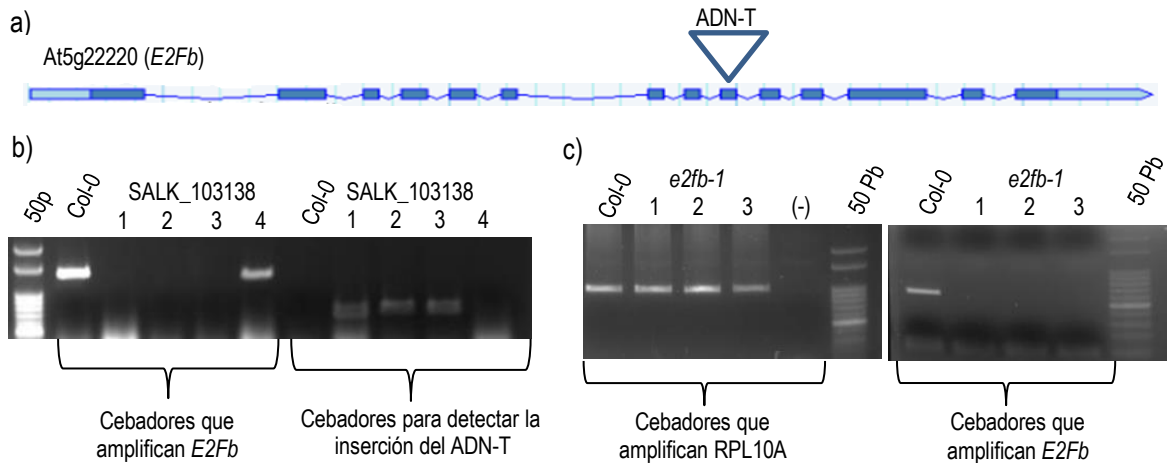 a)
At5g22220 (E2Fb)
ADN-T
b)
50p
Col-0
SALK_103138
1 2 3 4
Col-0
SALK_103138
1 2 3 4
Cebadores que
amplifican E2Fb
Cebadores para detectar la
inserción del ADN-T
c)
Col-0
e2fb-1
1 2 3
(-)
50 Pb
Col-0
e2fb-1
1 2 3
50 Pb
Cebadores que
amplifican RPL10A
Cebadores que
amplifican E2Fb